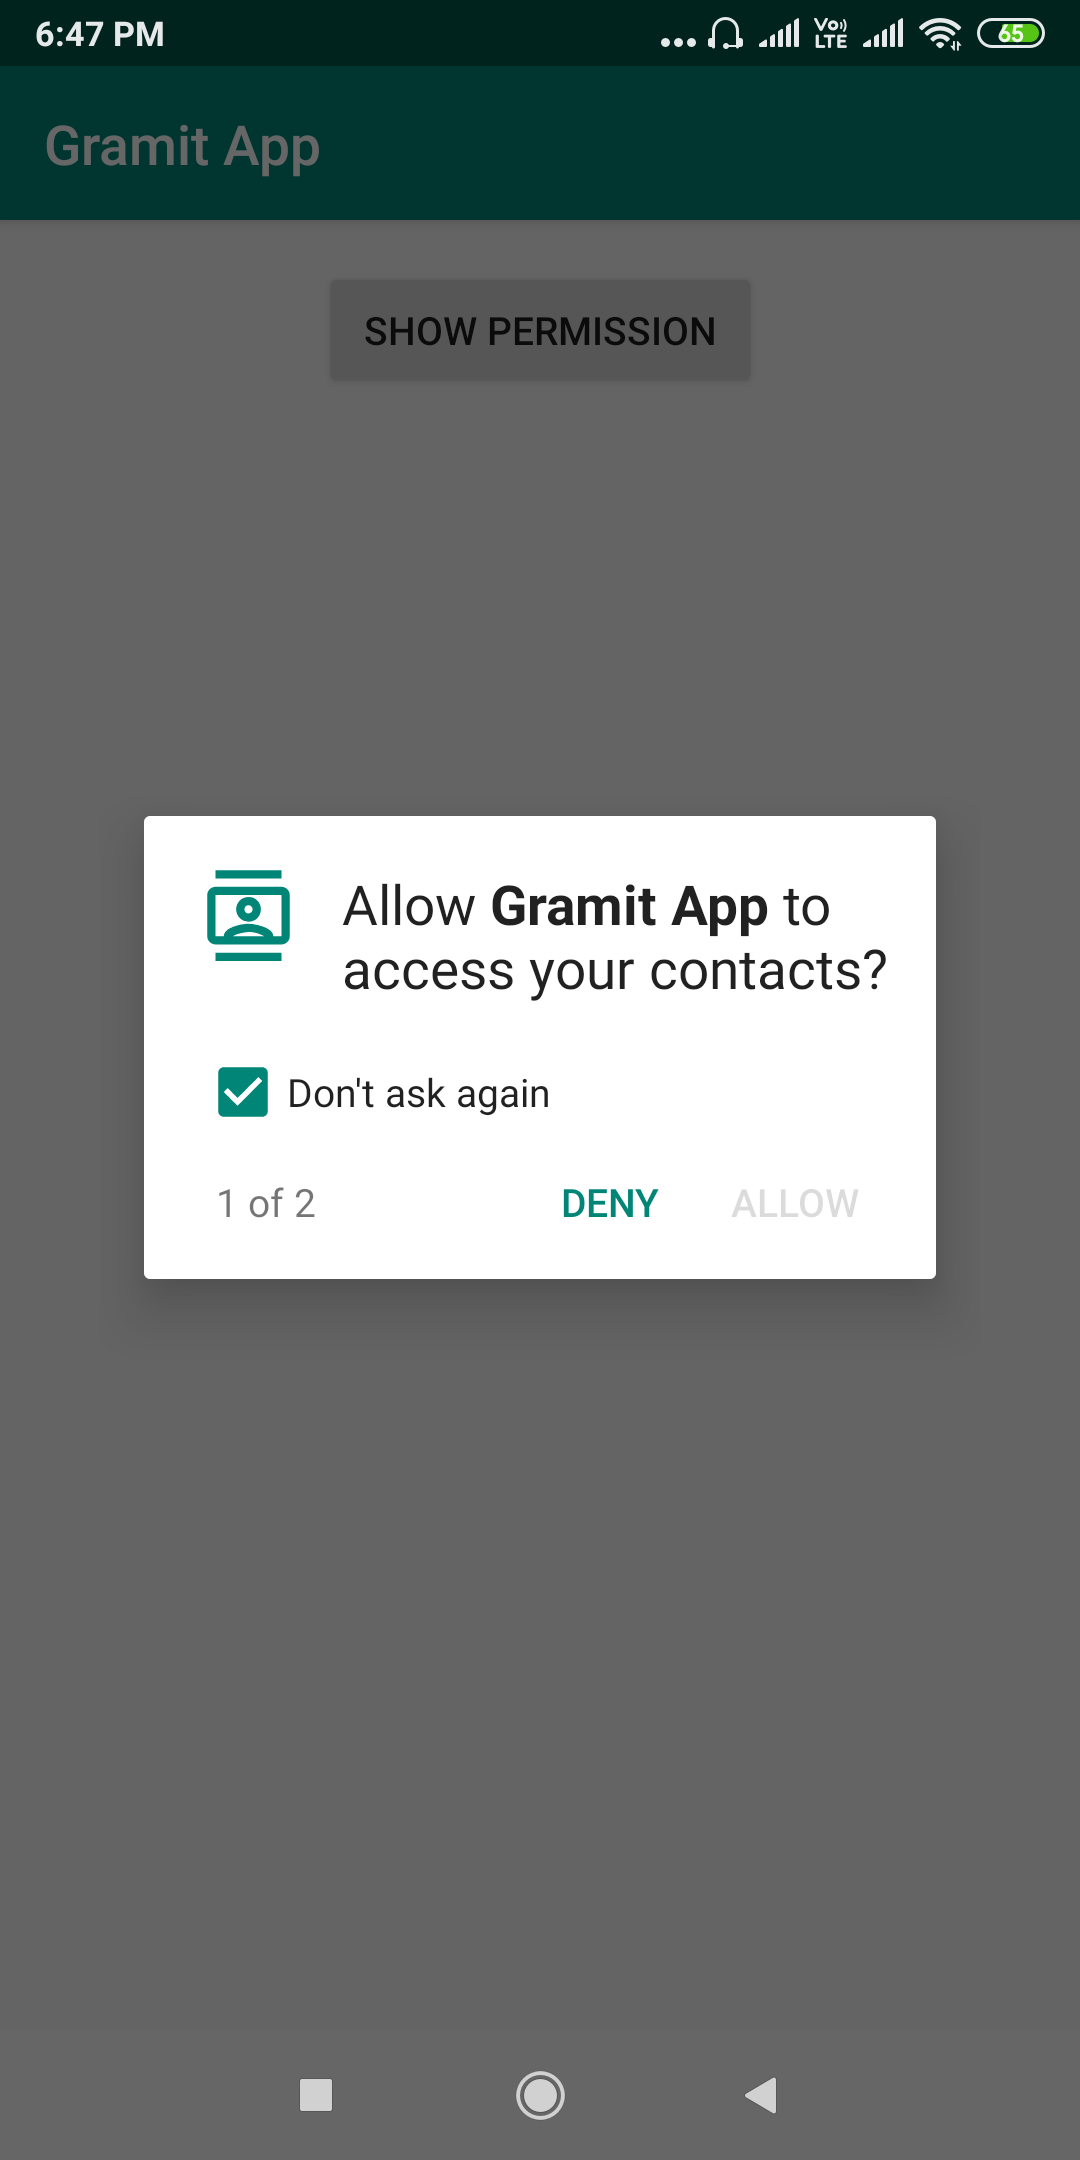 6:47 PM
Vo)) LTE
65
Gramit App
SHOW PERMISSION
Allow Gramit App to
access your contacts?
Don't ask again
1 of 2 DENY ALLOW